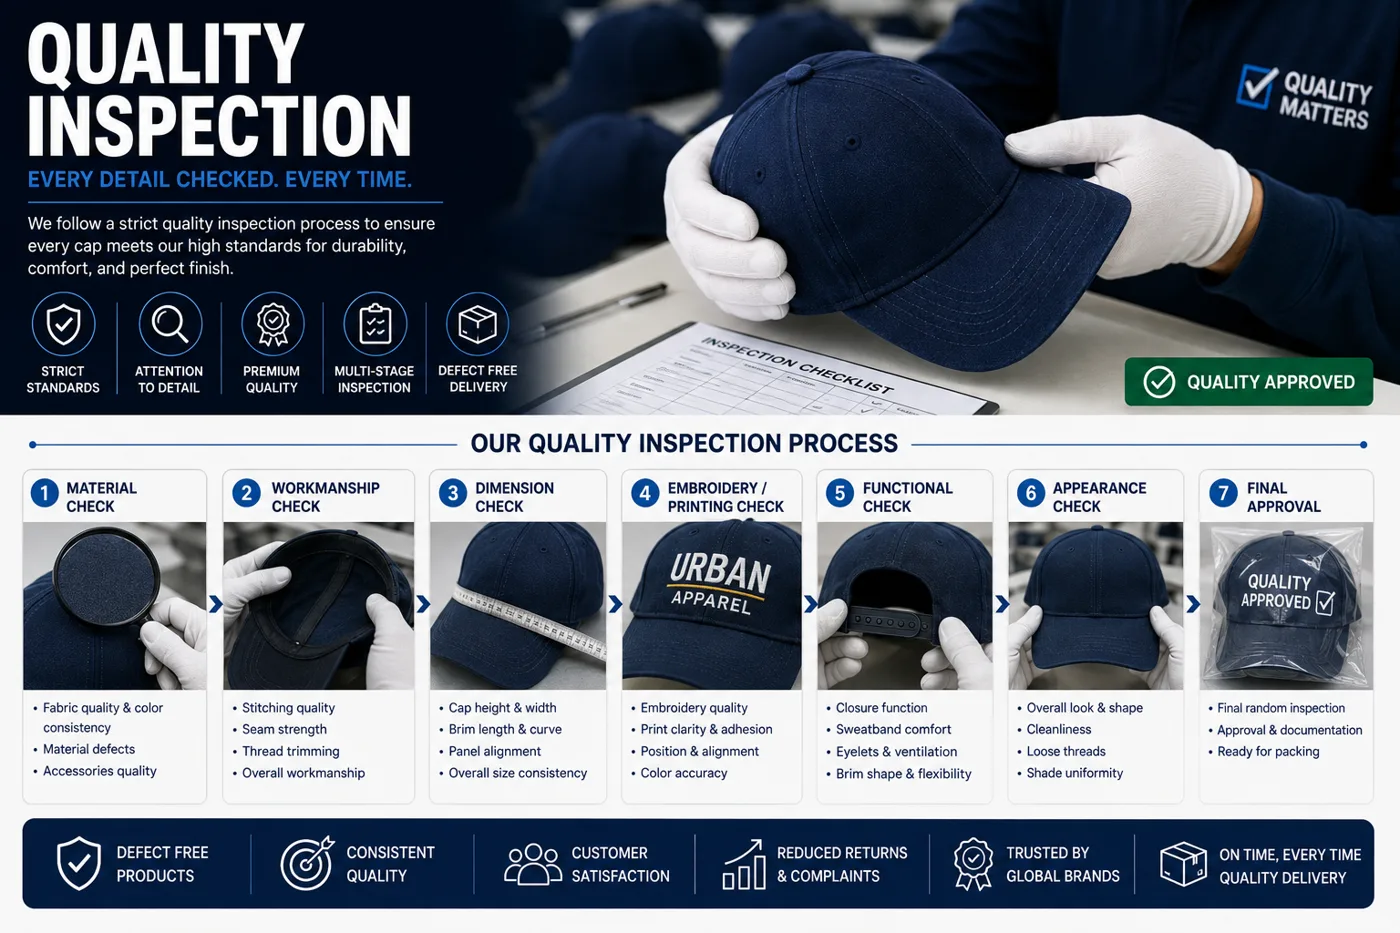 QUALITY
INSPECTION
EVERY DETAIL CHECKED. EVERY TIME.
We follow a strict quality inspection process to ensure
every cap meets our high standards for durability,
comfort, and perfect finish.
STRICT
STANDARDS
ATTENTION
TO DETAIL
PREMIUM
QUALITY
MULTI-STAGE
INSPECTION
DEFECT FREE
DELIVERY
QUALITY
MATTERS
INSPECTION CHECKLIST
QUALITY APPROVED
OUR QUALITY INSPECTION PROCESS
1 MATERIAL
CHECK
• Fabric quality & color
consistency
• Material defects
• Accessories quality
2 WORKMANSHIP
CHECK
• Stitching quality
• Seam strength
• Thread trimming
• Overall workmanship
3 DIMENSION
CHECK
• Cap height & width
• Brim length & curve
• Panel alignment
• Overall size consistency
4 EMBROIDERY /
PRINTING CHECK
URBAN
APPAREL
• Embroidery quality
• Print clarity & adhesion
• Position & alignment
• Color accuracy
5 FUNCTIONAL
CHECK
• Closure function
• Sweatband comfort
• Eyelets & ventilation
• Brim shape & flexibility
6 APPEARANCE
CHECK
• Overall look & shape
• Cleanliness
• Loose threads
• Shade uniformity
7 FINAL
APPROVAL
QUALITY
APPROVED
• Final random inspection
• Approval & documentation
• Ready for packing
DEFECT FREE
PRODUCTS
CONSISTENT
QUALITY
CUSTOMER
SATISFACTION
REDUCED RETURNS
& COMPLAINTS
TRUSTED BY
GLOBAL BRANDS
ON TIME, EVERY TIME
QUALITY DELIVERY